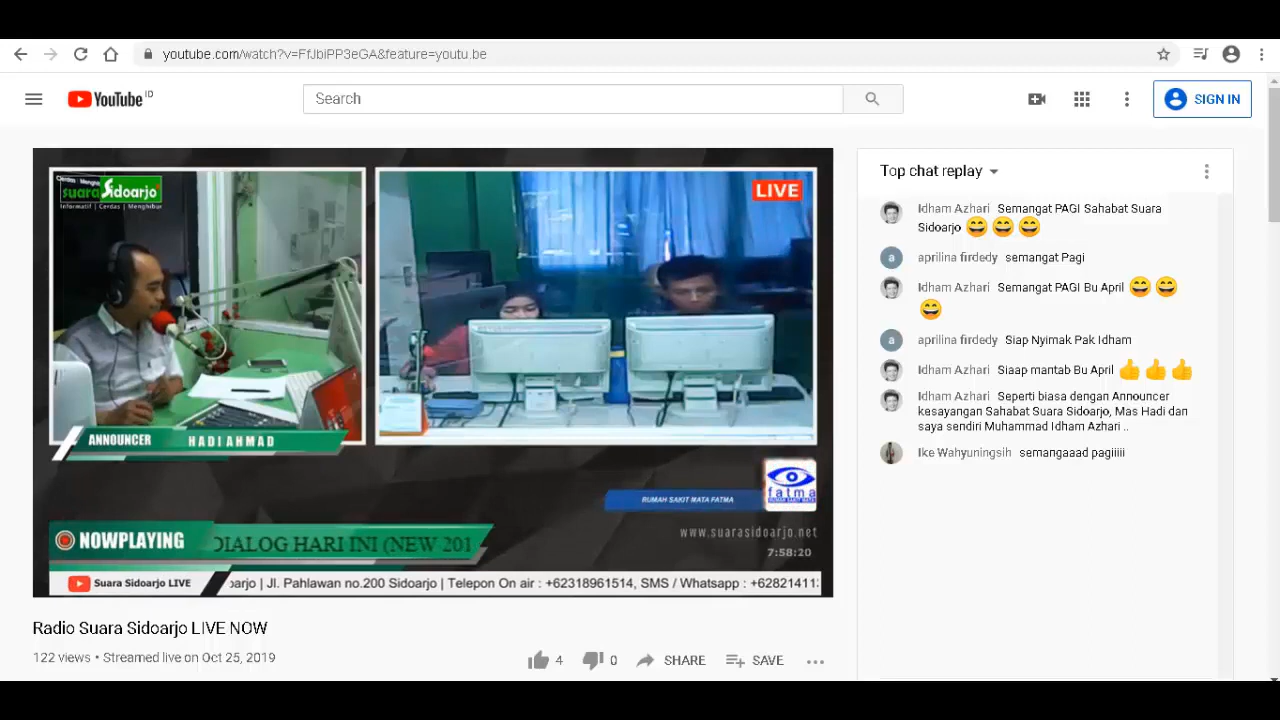 youtube.com/watch?v=FfJbiPP3eGA&feature=youtu.be
YouTube ID
Search
SIGN IN
Cerdas Mengh
suara Sidoarjo
Informatif | Cerdas | Menghibur
LIVE
ANNOUNCER HADI AHMAD
fatma
RUMAH SAKIT MATA
RUMAH SAKIT MATA FATMA
www.suarasidoarjo.net
NOWPLAYING DIALOG HARI INI (NEW 201
7:58:20
Suara Sidoarjo LIVE
oarjo | Jl. Pahlawan no.200 Sidoarjo | Telepon On air : +62318961514, SMS / Whatsapp : +62821411
Radio Suara Sidoarjo LIVE NOW
122 views • Streamed live on Oct 25, 2019
4 0 SHARE SAVE
Top chat replay
Idham Azhari Semangat PAGI Sahabat Suara
Sidoarjo 😄😄😄
a aprilina firdedy semangat Pagi
Idham Azhari Semangat PAGI Bu April 😄😄
😄
a aprilina firdedy Siap Nyimak Pak Idham
Idham Azhari Siaap mantab Bu April 👍👍👍
Idham Azhari Seperti biasa dengan Announcer
kesayangan Sahabat Suara Sidoarjo, Mas Hadi dan
saya sendiri Muhammad Idham Azhari ..
Ike Wahyuningsih semangaaad pagiiiii